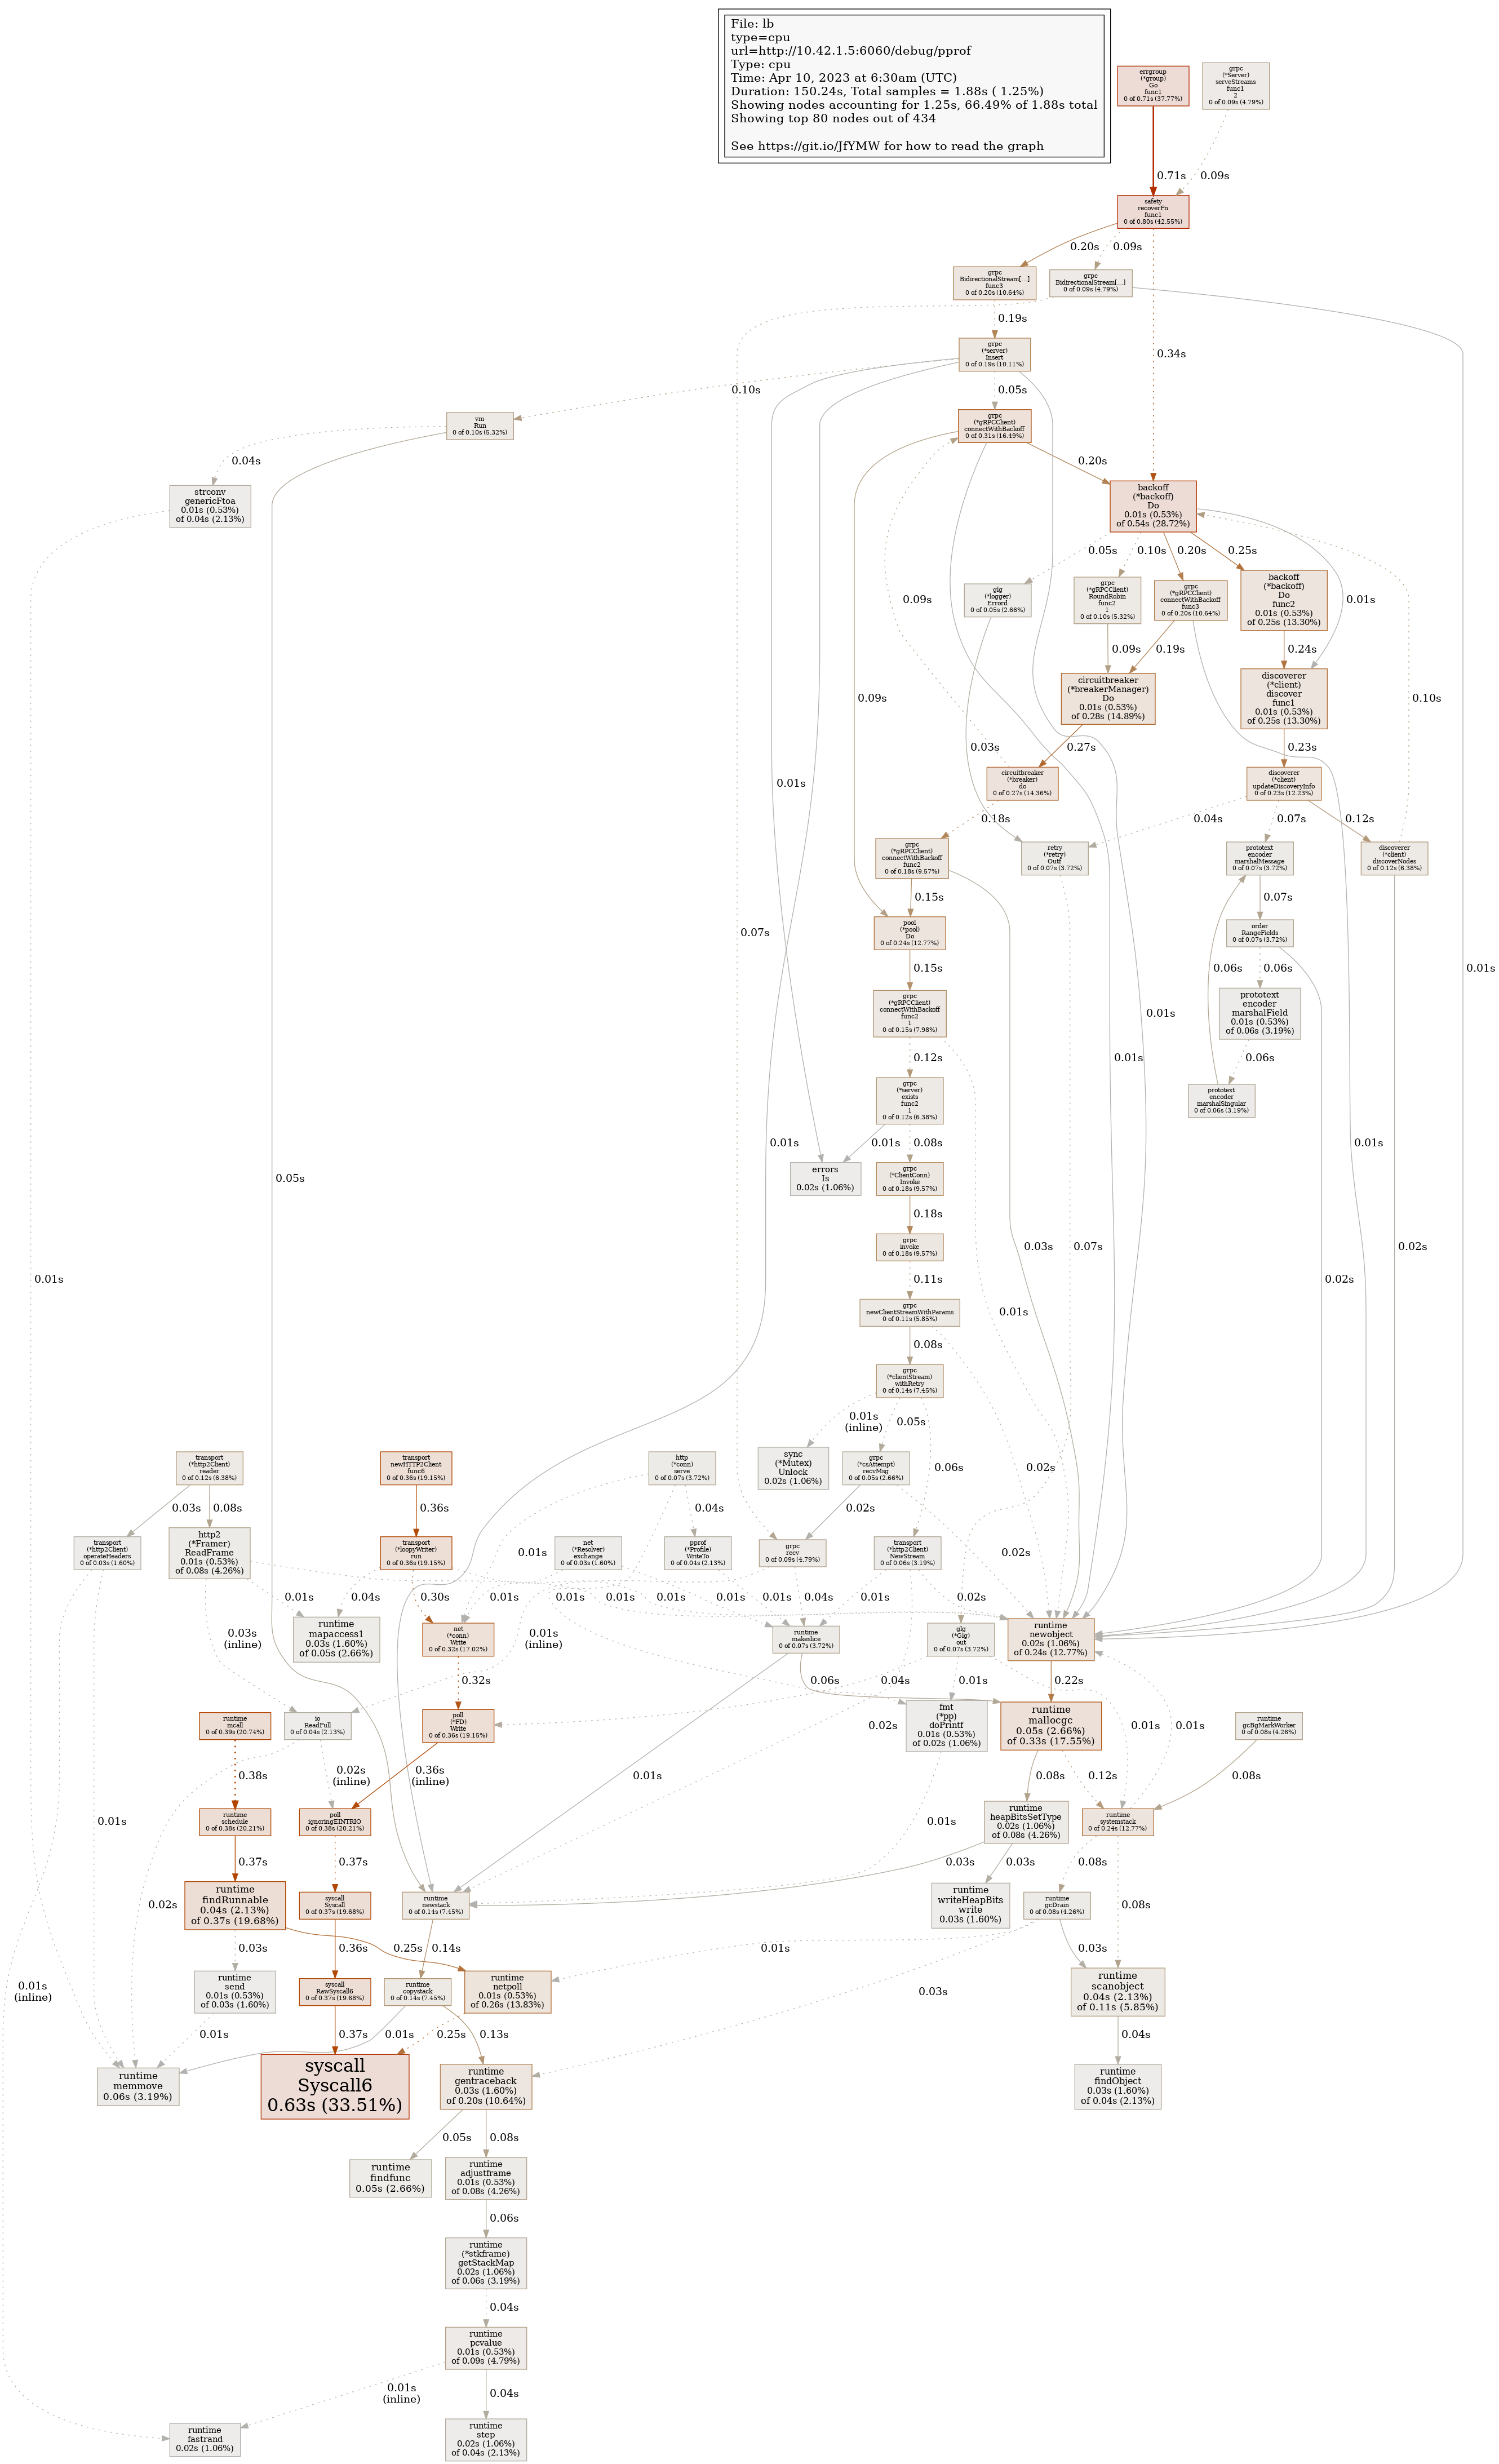 File: lb
type=cpu
url=http://10.42.1.5:6060/debug/pprof
Type: cpu
Time: Apr 10, 2023 at 6:30am (UTC)
Duration: 150.24s, Total samples = 1.88s ( 1.25%)
Showing nodes accounting for 1.25s, 66.49% of 1.88s total
Showing top 80 nodes out of 434
See https://git.io/JfYMW for how to read the graph
errgroup
(*group)
Go
func1
0 of 0.71s (37.77%)
grpc
(*Server)
serveStreams
func1
2
0 of 0.09s (4.79%)
0.71s
0.09s
safety
recoverFn
func1
0 of 0.80s (42.55%)
0.20s
0.09s
0.34s
grpc
BidirectionalStream[...]
func3
0 of 0.20s (10.64%)
grpc
BidirectionalStream[...]
0 of 0.09s (4.79%)
0.19s
0.07s
0.01s
grpc
(*server)
Insert
0 of 0.19s (10.11%)
0.10s
0.05s
0.01s
0.01s
0.01s
vm
Run
0 of 0.10s (5.32%)
0.04s
0.05s
grpc
(*gRPCClient)
connectWithBackoff
0 of 0.31s (16.49%)
0.20s
0.09s
0.01s
strconv
genericFtoa
0.01s (0.53%)
of 0.04s (2.13%)
0.01s
backoff
(*backoff)
Do
0.01s (0.53%)
of 0.54s (28.72%)
0.05s
0.10s
0.20s
0.25s
0.01s
glg
(*logger)
Errord
0 of 0.05s (2.66%)
0.03s
grpc
(*gRPCClient)
RoundRobin
func2
1
0 of 0.10s (5.32%)
0.09s
grpc
(*gRPCClient)
connectWithBackoff
func3
0 of 0.20s (10.64%)
0.19s
0.01s
backoff
(*backoff)
Do
func2
0.01s (0.53%)
of 0.25s (13.30%)
0.24s
circuitbreaker
(*breakerManager)
Do
0.01s (0.53%)
of 0.28s (14.89%)
0.27s
discoverer
(*client)
discover
func1
0.01s (0.53%)
of 0.25s (13.30%)
0.23s
circuitbreaker
(*breaker)
do
0 of 0.27s (14.36%)
0.09s
0.18s
discoverer
(*client)
updateDiscoveryInfo
0 of 0.23s (12.23%)
0.04s
0.07s
0.12s
grpc
(*gRPCClient)
connectWithBackoff
func2
0 of 0.18s (9.57%)
0.15s
0.03s
retry
(*retry)
Outf
0 of 0.07s (3.72%)
0.07s
prototext
encoder
marshalMessage
0 of 0.07s (3.72%)
0.07s
discoverer
(*client)
discoverNodes
0 of 0.12s (6.38%)
0.10s
0.02s
pool
(*pool)
Do
0 of 0.24s (12.77%)
0.15s
order
RangeFields
0 of 0.07s (3.72%)
0.06s
0.02s
grpc
(*gRPCClient)
connectWithBackoff
func2
1
0 of 0.15s (7.98%)
0.12s
0.01s
prototext
encoder
marshalField
0.01s (0.53%)
of 0.06s (3.19%)
0.06s
grpc
(*server)
exists
func2
1
0 of 0.12s (6.38%)
0.01s
0.08s
prototext
encoder
marshalSingular
0 of 0.06s (3.19%)
0.06s
errors
Is
0.02s (1.06%)
grpc
(*ClientConn)
Invoke
0 of 0.18s (9.57%)
0.18s
grpc
invoke
0 of 0.18s (9.57%)
0.11s
grpc
newClientStreamWithParams
0 of 0.11s (5.85%)
0.08s
0.02s
grpc
(*clientStream)
withRetry
0 of 0.14s (7.45%)
0.01s
(inline)
0.05s
0.06s
transport
(*http2Client)
reader
0 of 0.12s (6.38%)
0.03s
0.08s
transport
newHTTP2Client
func6
0 of 0.36s (19.15%)
0.36s
http
(*conn)
serve
0 of 0.07s (3.72%)
0.01s
0.04s
0.01s
(inline)
sync
(*Mutex)
Unlock
0.02s (1.06%)
grpc
(*csAttempt)
recvMsg
0 of 0.05s (2.66%)
0.02s
0.02s
transport
(*http2Client)
operateHeaders
0 of 0.03s (1.60%)
0.01s
(inline)
0.01s
http2
(*Framer)
ReadFrame
0.01s (0.53%)
of 0.08s (4.26%)
0.01s
0.03s
(inline)
0.01s
transport
(*loopyWriter)
run
0 of 0.36s (19.15%)
0.04s
0.30s
0.01s
net
(*Resolver)
exchange
0 of 0.03s (1.60%)
0.01s
0.01s
pprof
(*Profile)
WriteTo
0 of 0.04s (2.13%)
0.01s
grpc
recv
0 of 0.09s (4.79%)
0.01s
0.04s
transport
(*http2Client)
NewStream
0 of 0.06s (3.19%)
0.01s
0.02s
0.02s
runtime
mapaccess1
0.03s (1.60%)
of 0.05s (2.66%)
net
(*conn)
Write
0 of 0.32s (17.02%)
0.32s
runtime
makeslice
0 of 0.07s (3.72%)
0.01s
0.06s
glg
(*Glg)
out
0 of 0.07s (3.72%)
0.04s
0.01s
0.01s
runtime
newobject
0.02s (1.06%)
of 0.24s (12.77%)
0.22s
runtime
mcall
0 of 0.39s (20.74%)
0.38s
io
ReadFull
0 of 0.04s (2.13%)
0.02s
0.02s
(inline)
poll
(*FD)
Write
0 of 0.36s (19.15%)
0.36s
(inline)
fmt
(*pp)
doPrintf
0.01s (0.53%)
of 0.02s (1.06%)
0.01s
runtime
mallocgc
0.05s (2.66%)
of 0.33s (17.55%)
0.08s
0.12s
0.01s
runtime
gcBgMarkWorker
0 of 0.08s (4.26%)
0.08s
runtime
schedule
0 of 0.38s (20.21%)
0.37s
poll
ignoringEINTRIO
0 of 0.38s (20.21%)
0.37s
runtime
heapBitsSetType
0.02s (1.06%)
of 0.08s (4.26%)
0.03s
0.03s
runtime
systemstack
0 of 0.24s (12.77%)
0.08s
0.08s
runtime
findRunnable
0.04s (2.13%)
of 0.37s (19.68%)
0.03s
0.25s
syscall
Syscall
0 of 0.37s (19.68%)
0.36s
runtime
newstack
0 of 0.14s (7.45%)
0.14s
runtime
writeHeapBits
write
0.03s (1.60%)
runtime
gcDrain
0 of 0.08s (4.26%)
0.01s
0.03s
0.03s
runtime
send
0.01s (0.53%)
of 0.03s (1.60%)
0.01s
syscall
RawSyscall6
0 of 0.37s (19.68%)
0.37s
runtime
copystack
0 of 0.14s (7.45%)
0.01s
0.13s
runtime
netpoll
0.01s (0.53%)
of 0.26s (13.83%)
0.25s
runtime
scanobject
0.04s (2.13%)
of 0.11s (5.85%)
0.04s
runtime
memmove
0.06s (3.19%)
syscall
Syscall6
0.63s (33.51%)
runtime
gentraceback
0.03s (1.60%)
of 0.20s (10.64%)
0.05s
0.08s
runtime
findObject
0.03s (1.60%)
of 0.04s (2.13%)
runtime
findfunc
0.05s (2.66%)
runtime
adjustframe
0.01s (0.53%)
of 0.08s (4.26%)
0.06s
runtime
(*stkframe)
getStackMap
0.02s (1.06%)
of 0.06s (3.19%)
0.04s
runtime
pcvalue
0.01s (0.53%)
of 0.09s (4.79%)
0.01s
(inline)
0.04s
runtime
fastrand
0.02s (1.06%)
runtime
step
0.02s (1.06%)
of 0.04s (2.13%)